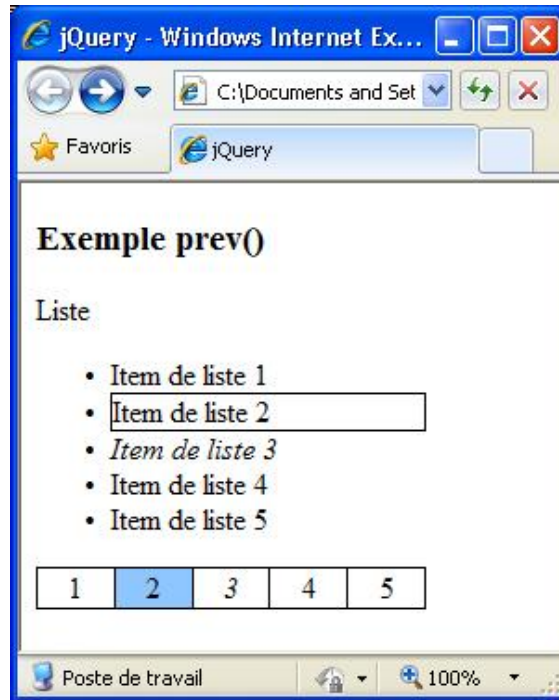 jQuery - Windows Internet Ex...
C:\Documents and Set
Favoris
jQuery
Exemple prev()
Liste
• Item de liste 1
• Item de liste 2
• Item de liste 3
• Item de liste 4
• Item de liste 5
1 2 3 4 5
Poste de travail 100%